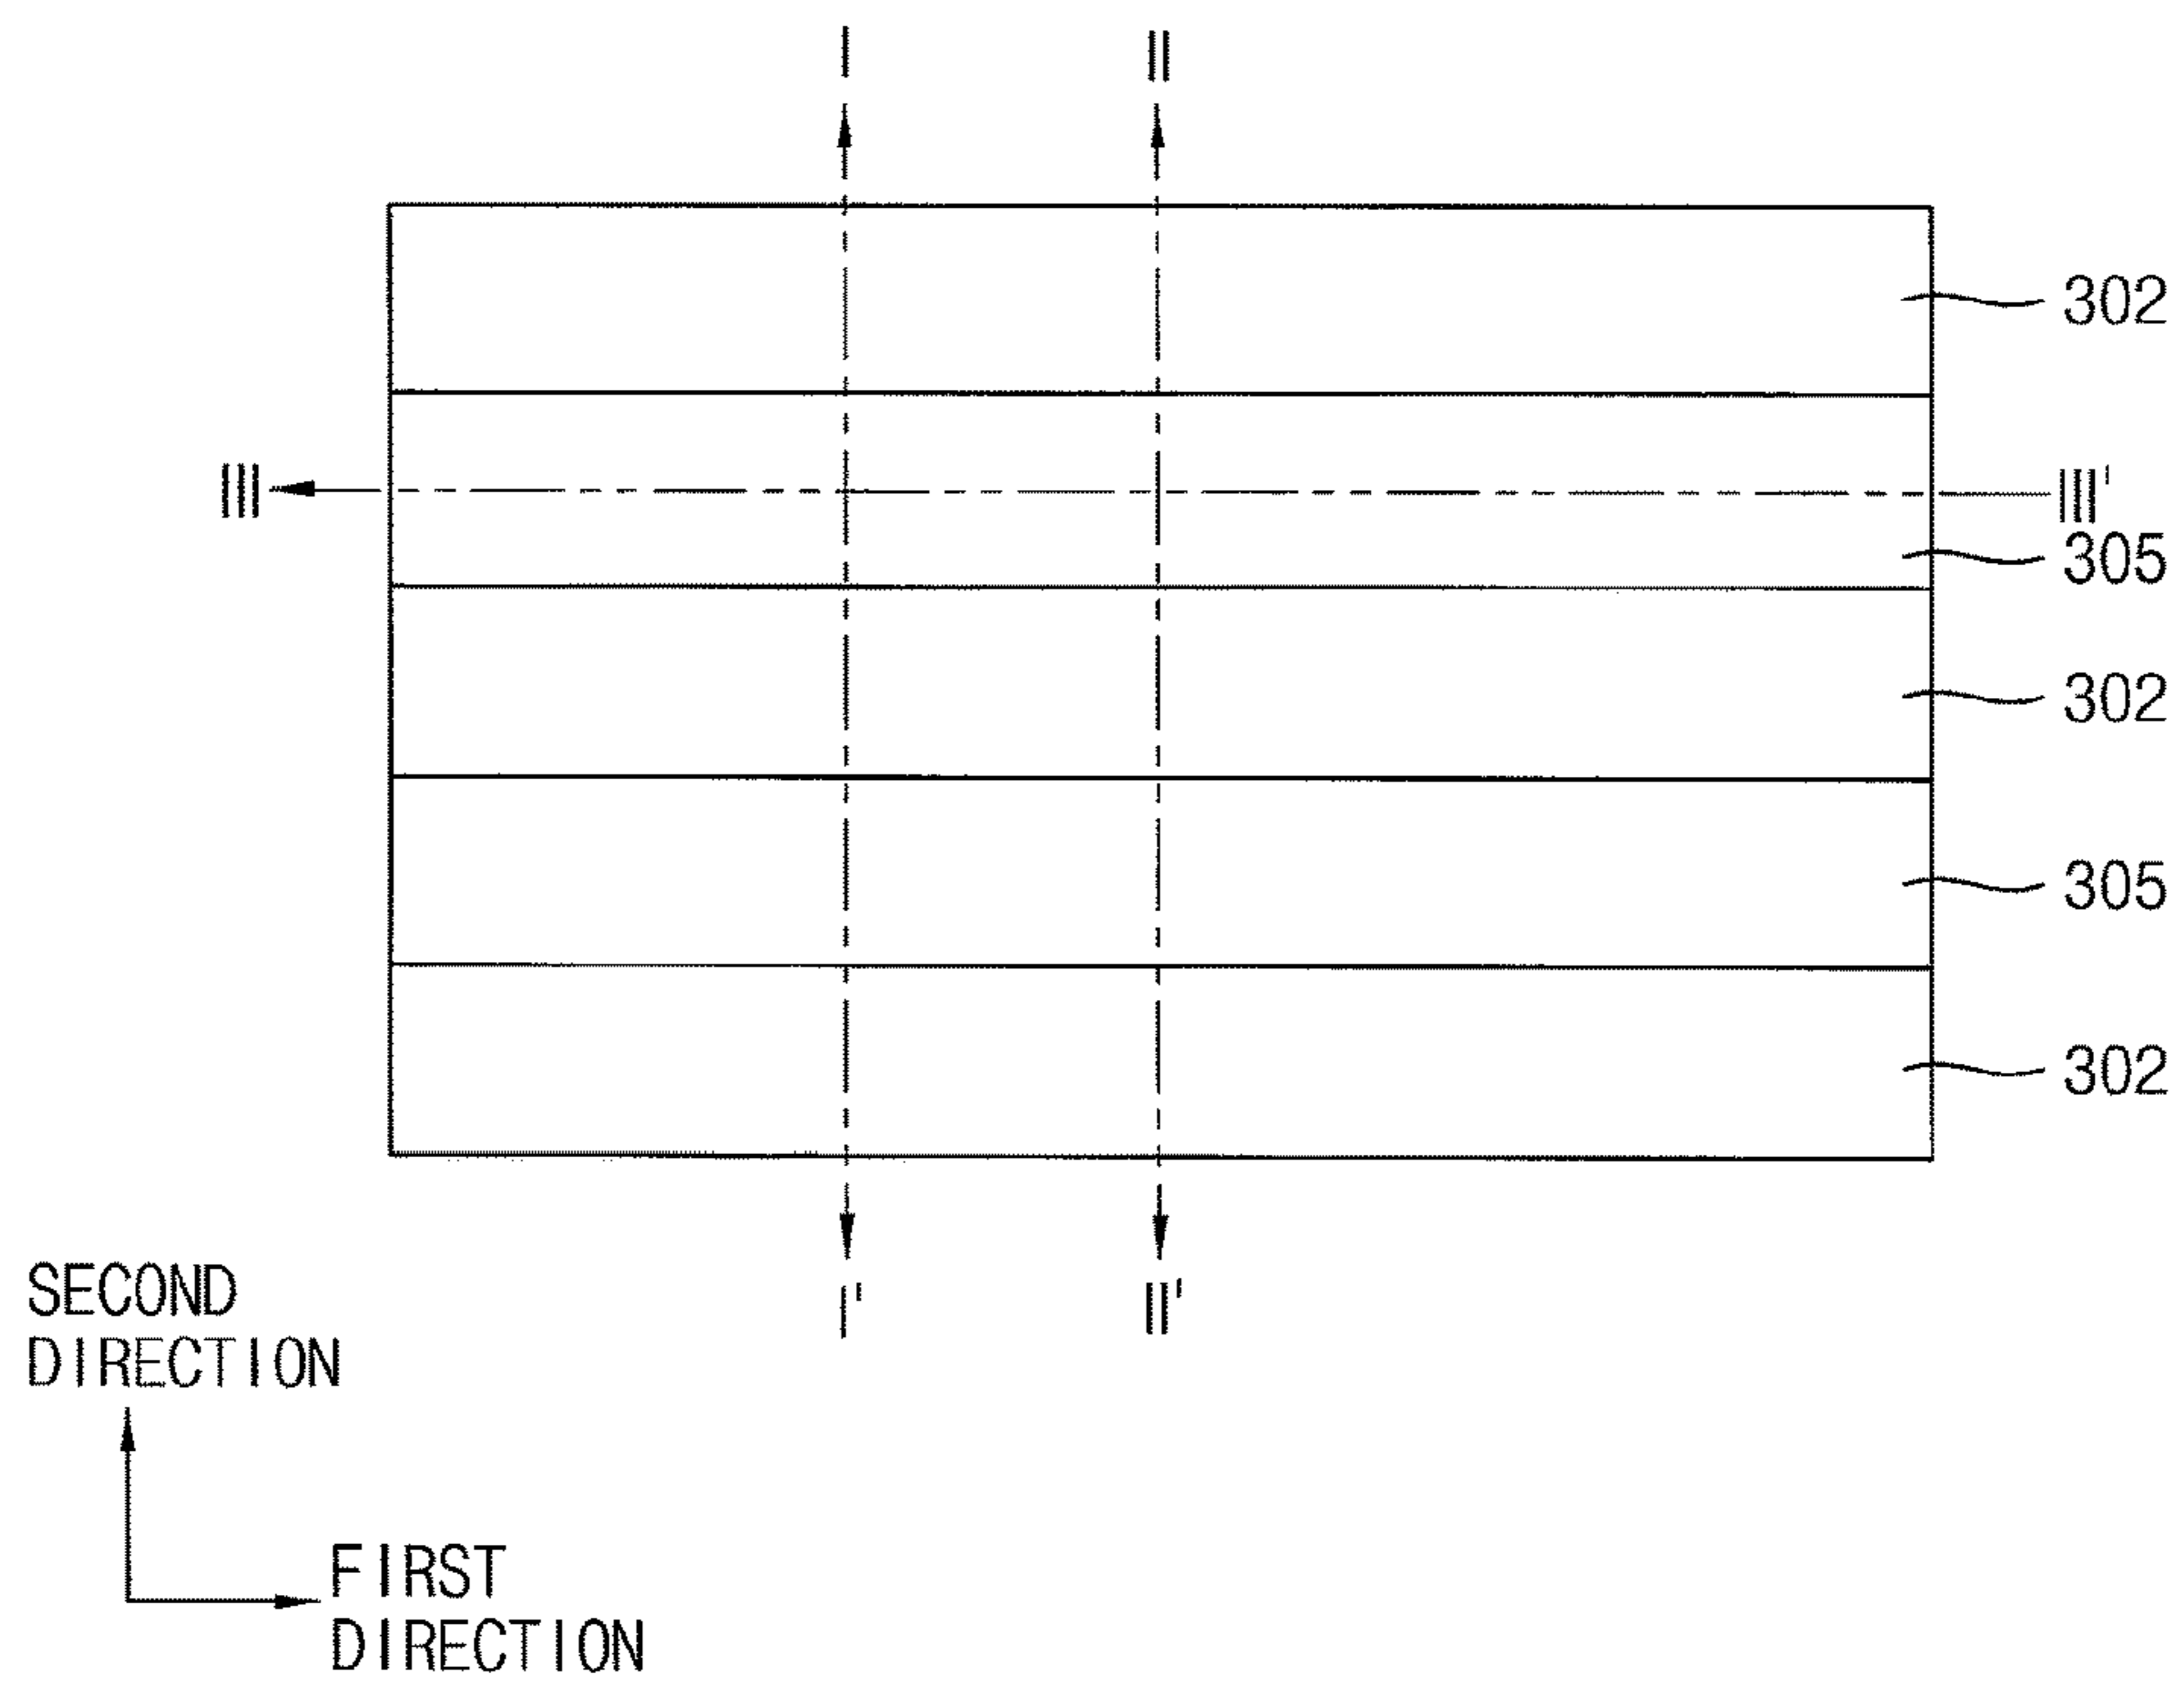 I
II
302
III
III'
305
302
305
302
I'
II'
SECOND
DIRECTION
FIRST
DIRECTION